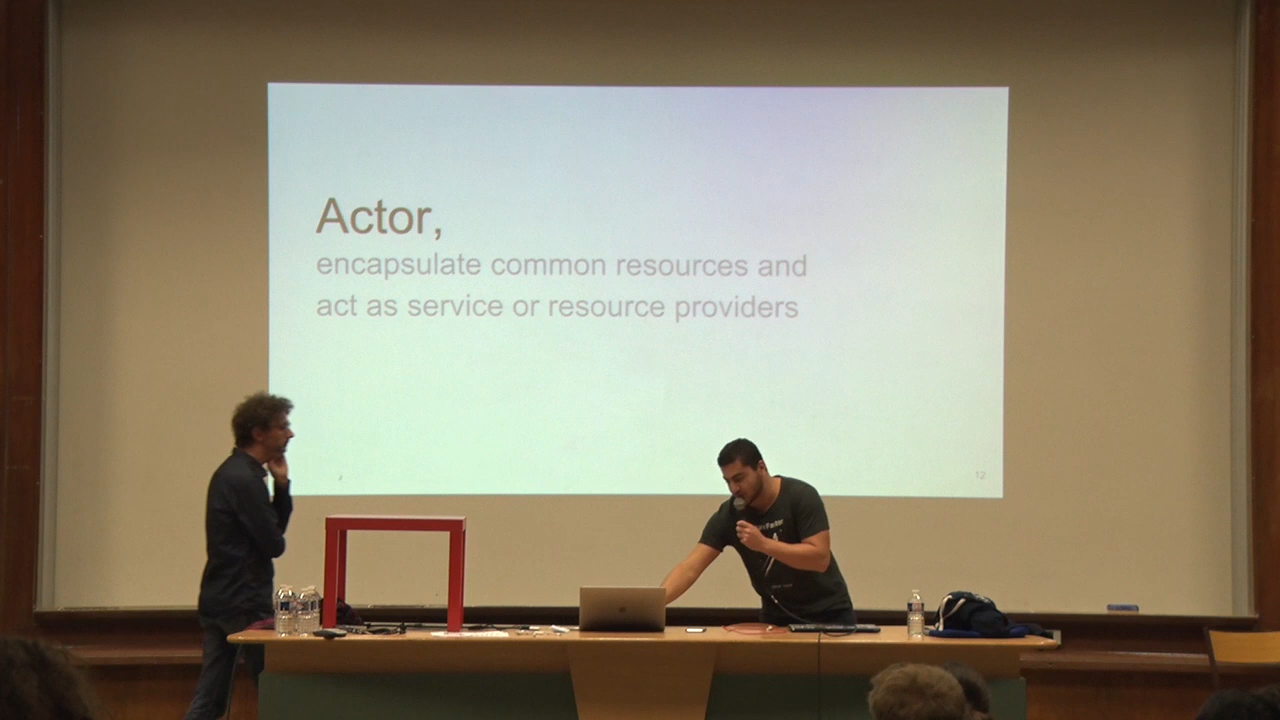 Actor,
encapsulate common resources and
act as service or resource providers
12